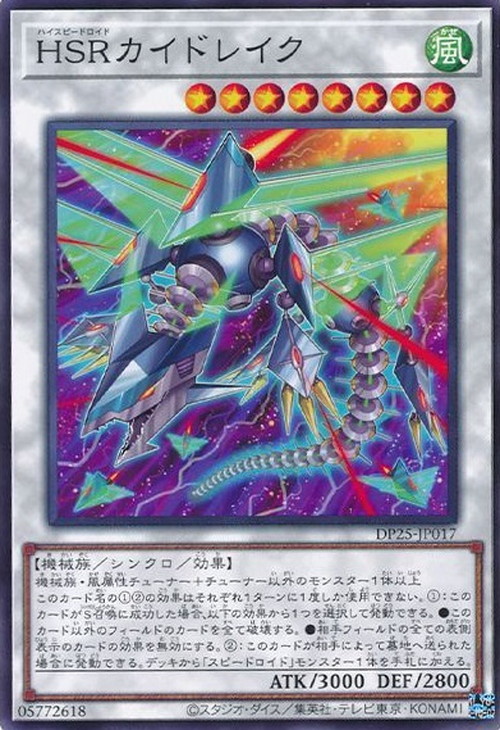 ハイスピードロイド
HSRカイドレイク
かぜ
風
DP25-JP017
【機械族/シンクロ/効果】
機械族・風属性チューナー+チューナー以外のモンスター1体以上
このカード名の①②の効果はそれぞれ1ターンに1度しか使用できない。①:この
カードがS召喚に成功した場合、以下の効果から1つを選択して発動できる。●この
カード以外のフィールドのカードを全て破壊する。●相手フィールドの全ての表側
表示のカードの効果を無効にする。②:このカードが相手によって墓地へ送られた
場合に発動できる。デッキから「スピードロイド」モンスター1体を手札に加える。
ATK/3000 DEF/2800
05772618
©スタジオ・ダイス/集英社・テレビ東京・KONAMI